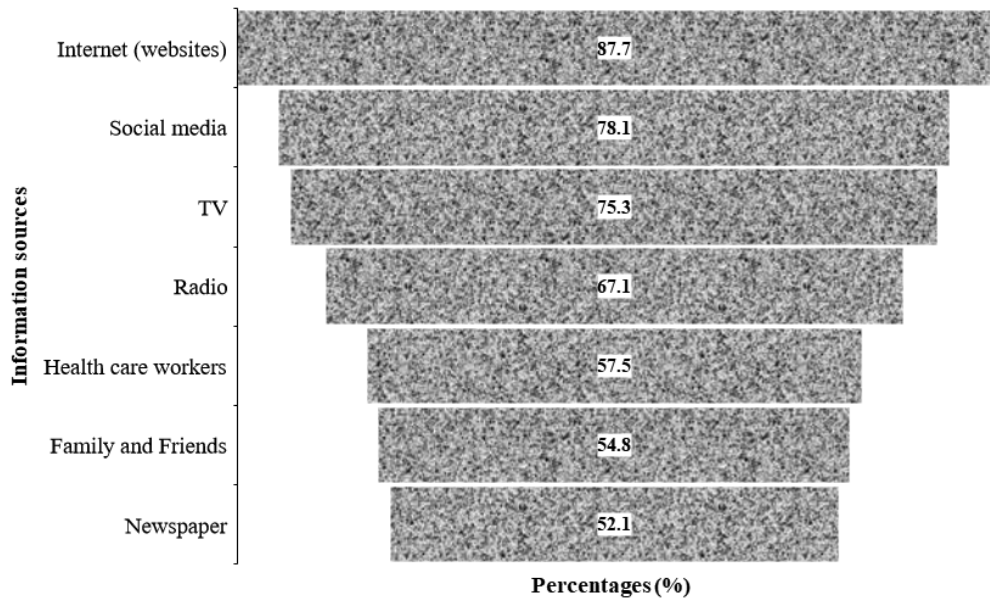 Information sources
Internet (websites)
87.7
Social media
78.1
TV
75.3
Radio
67.1
Health care workers
57.5
Family and Friends
54.8
Newspaper
52.1
Percentages (%)